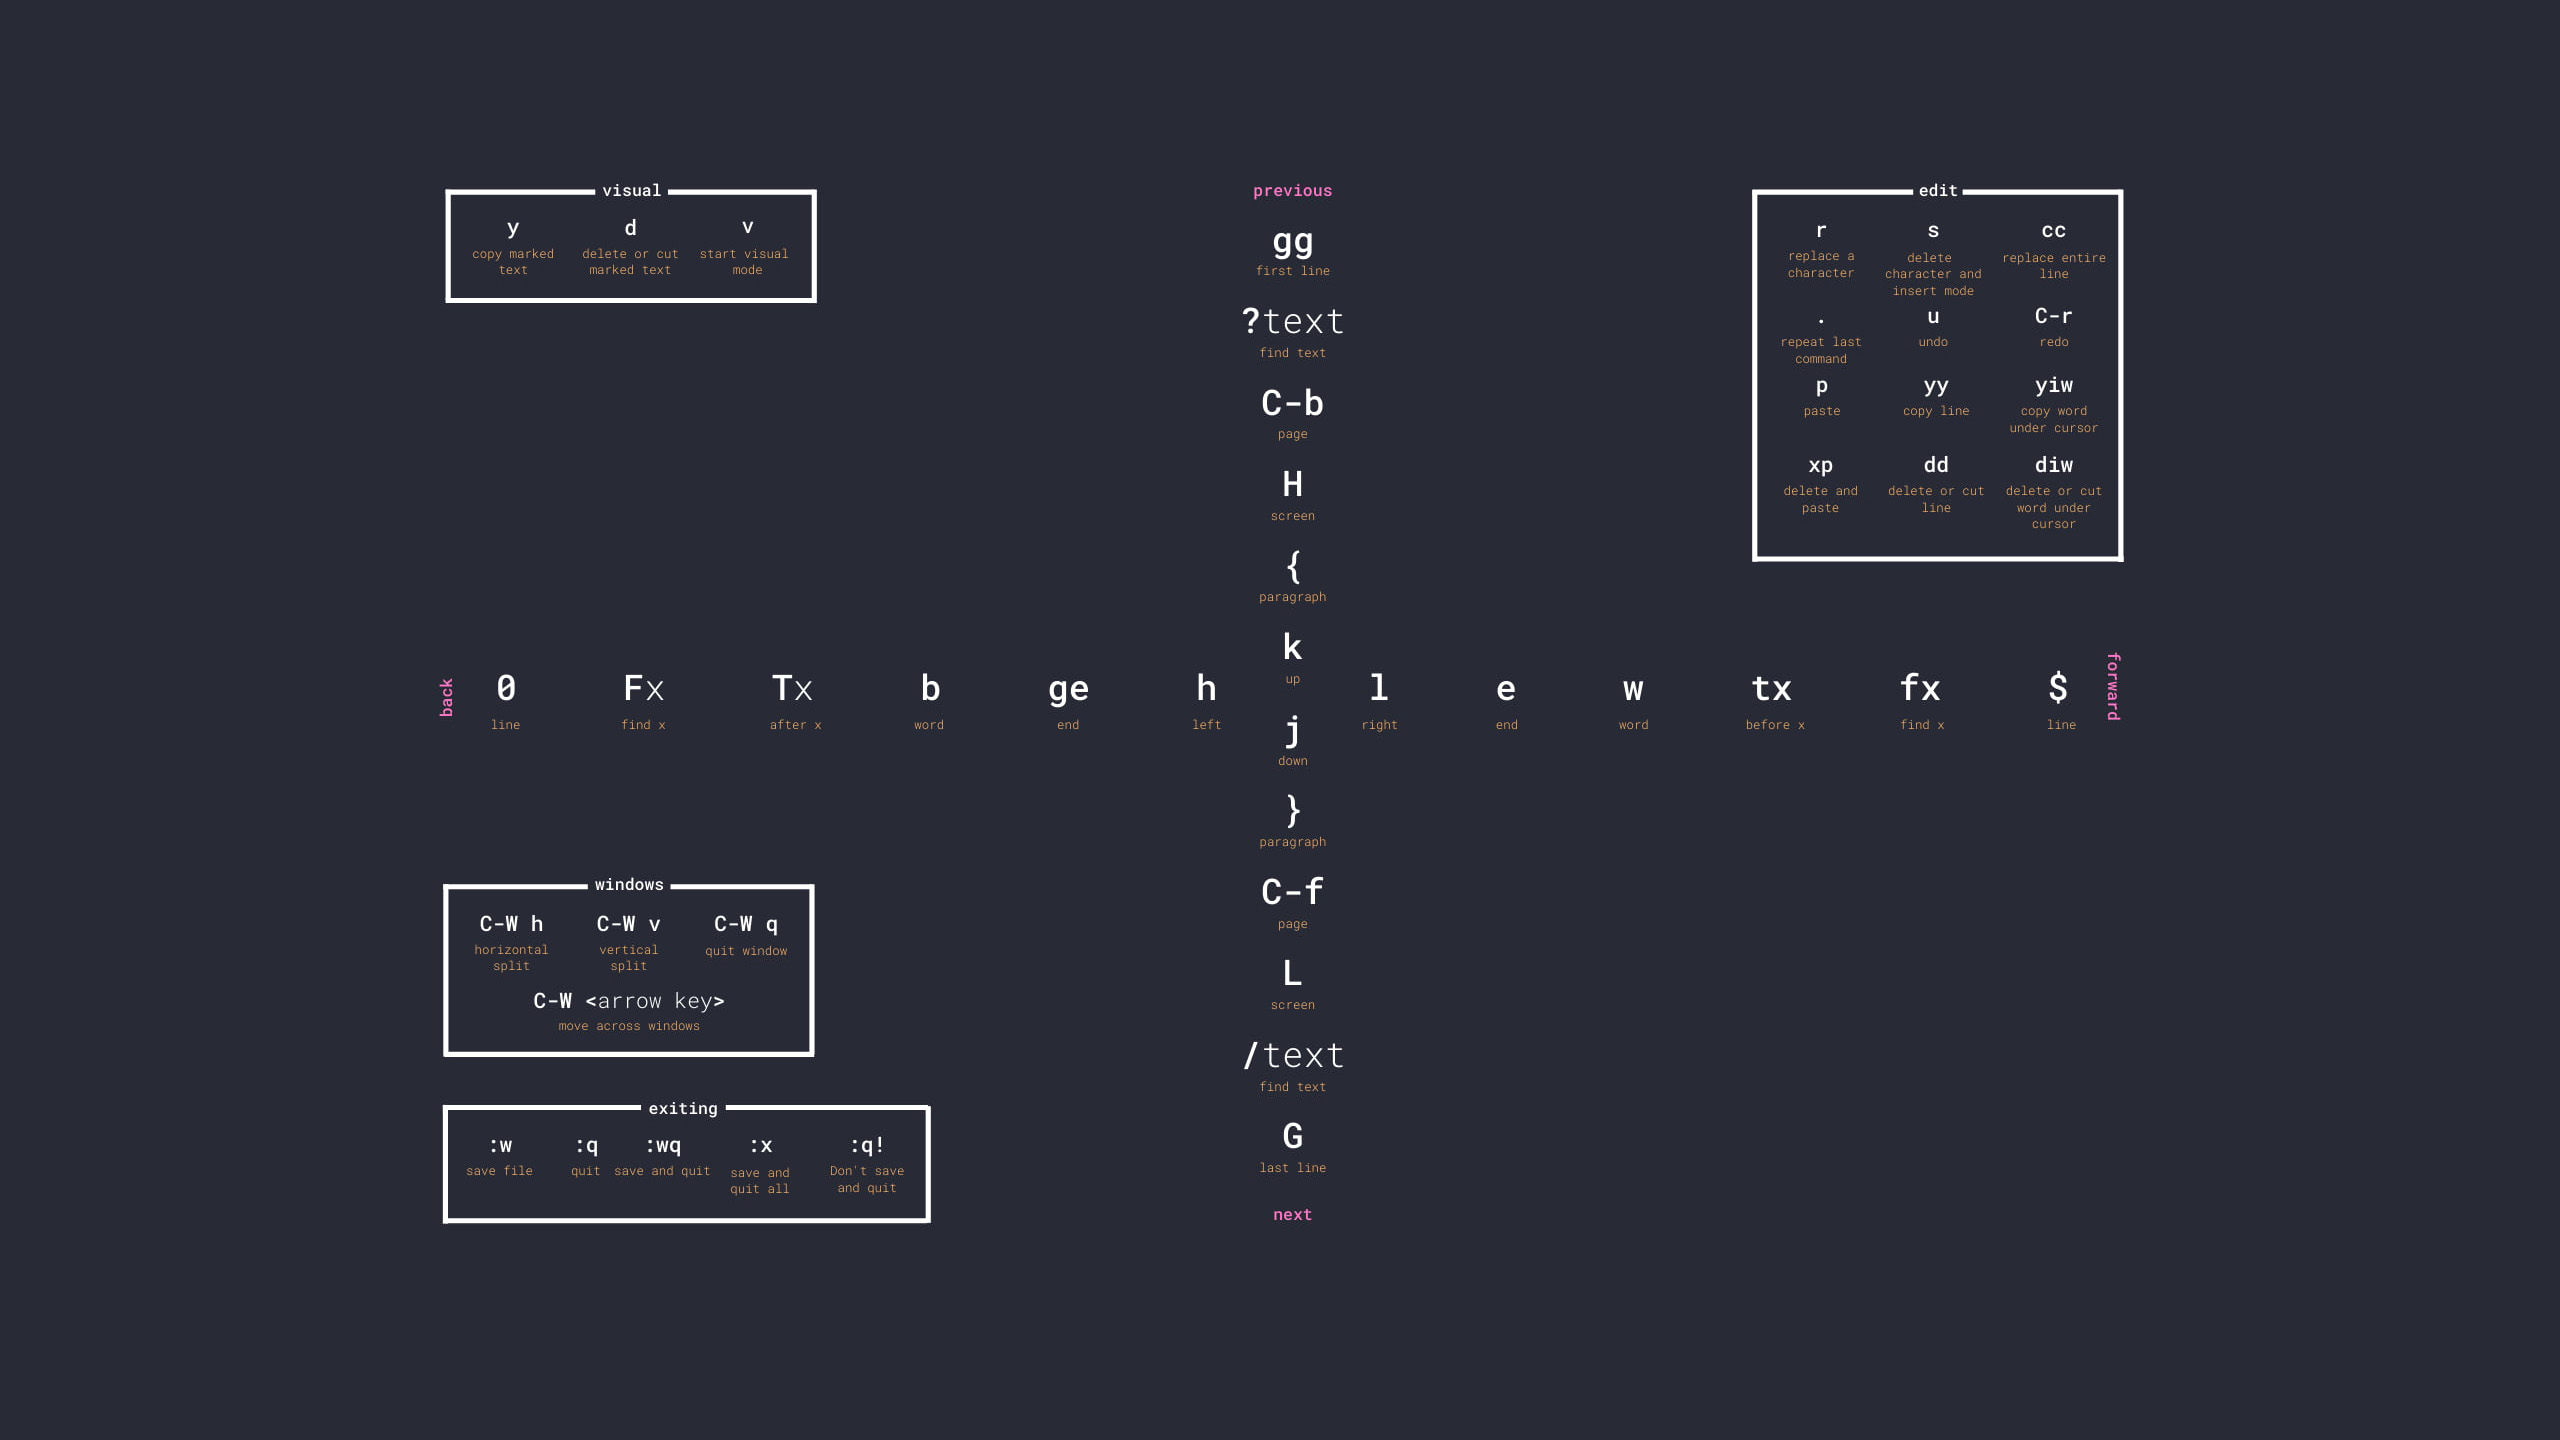 visual
y d v
copy marked delete or cut start visual
text marked text mode
previous
gg
first line
?text
find text
C-b
page
H
screen
{
paragraph
k
up
edit
r s cc
replace a delete replace entire
character character and line
insert mode
. u C-r
repeat last undo redo
command
p yy yiw
paste copy line copy word
under cursor
xp dd diw
delete and delete or cut delete or cut
paste line word under
cursor
back
0 Fx Tx b ge h l e w tx fx $
line find x after x word end left right end word before x find x line
forward
j
down
}
paragraph
C-f
page
L
screen
/text
find text
G
last line
next
windows
C-W h C-W v C-W q
horizontal vertical quit window
split split
C-W <arrow key>
move across windows
exiting
:w :q :wq :x :q!
save file quit save and quit save and Don't save
quit all and quit